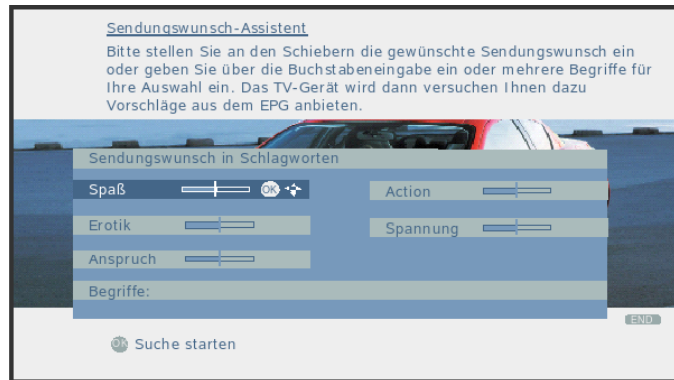 Sendungswunsch-Assistent
Bitte stellen Sie an den Schiebern die gewünschte Sendungswunsch ein
oder geben Sie über die Buchstabeneingabe ein oder mehrere Begriffe für
Ihre Auswahl ein. Das TV-Gerät wird dann versuchen Ihnen dazu
Vorschläge aus dem EPG anbieten.
Sendungswunsch in Schlagworten
Spaß OK Action
Erotik Spannung
Anspruch
Begriffe:
END
OK Suche starten